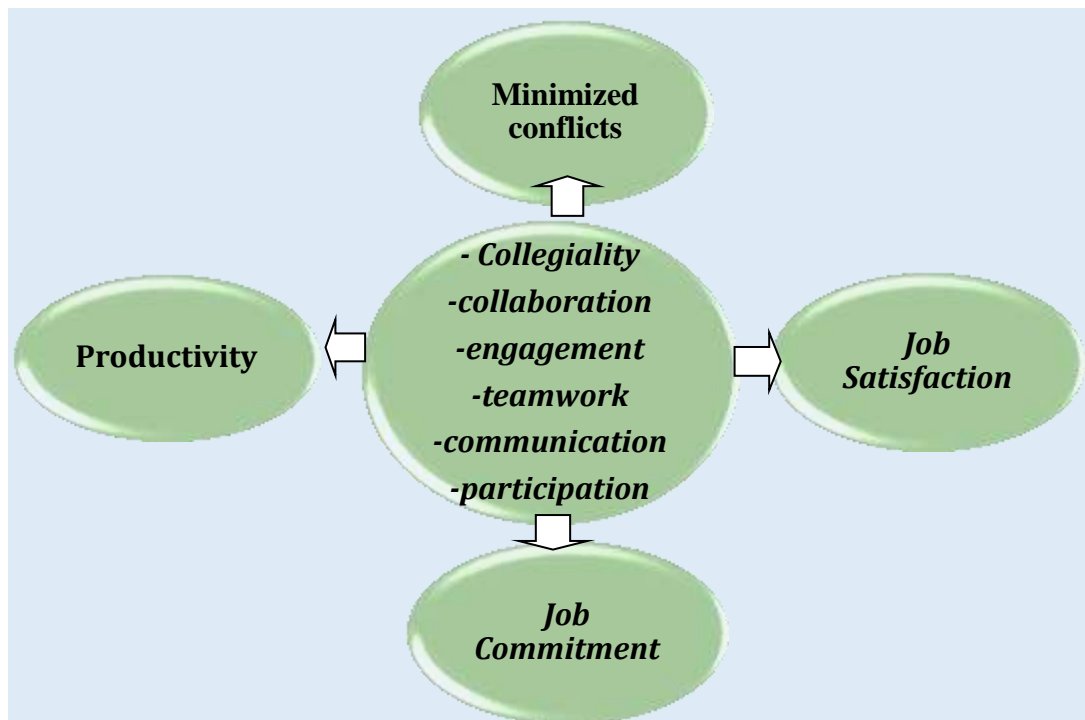 Minimized
conflicts
- Collegiality
-collaboration
-engagement
-teamwork
-communication
-participation
Productivity
Job
Satisfaction
Job
Commitment